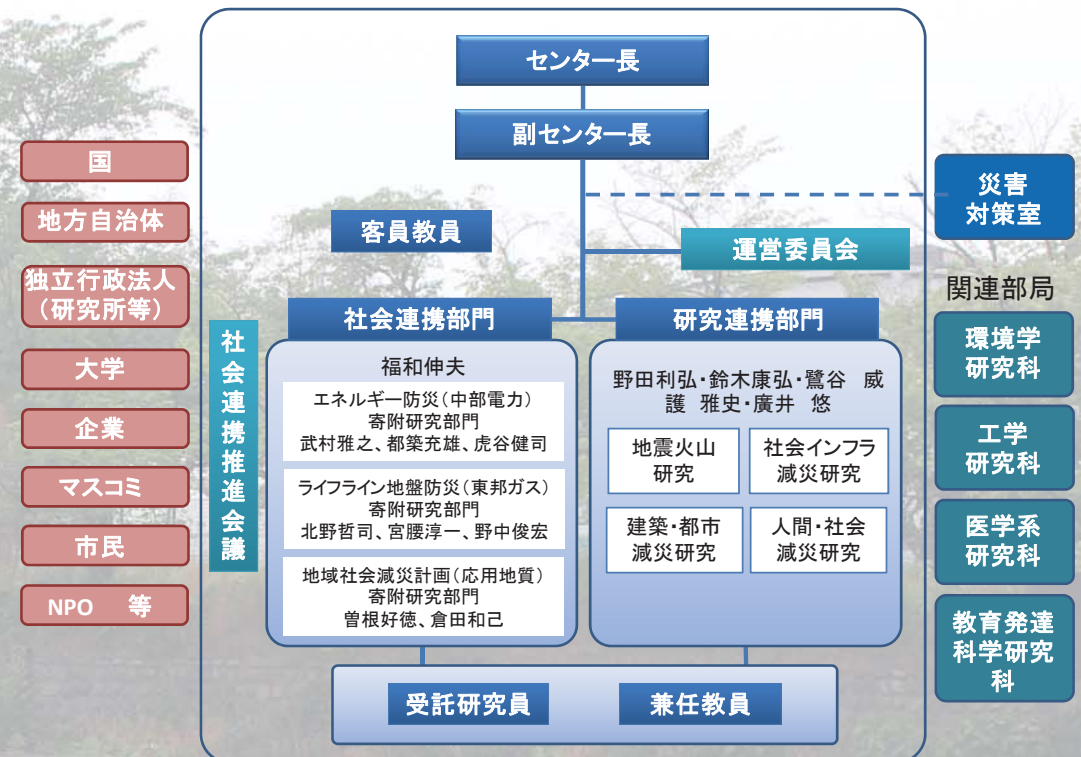 センター長
副センター長
国
地方自治体
独立行政法人
（研究所等）
大学
企業
マスコミ
市民
NPO　等
客員教員
運営委員会
社会連携推進会議
社会連携部門
福和伸夫
エネルギー防災（中部電力）
寄附研究部門
武村雅之、都築充雄、虎谷健司
ライフライン地盤防災（東邦ガス）
寄附研究部門
北野哲司、宮腰淳一、野中俊宏
地域社会減災計画（応用地質）
寄附研究部門
曽根好徳、倉田和己
研究連携部門
野田利弘・鈴木康弘・鷺谷　威
護　雅史・廣井　悠
地震火山
研究
社会インフラ
減災研究
建築・都市
減災研究
人間・社会
減災研究
受託研究員
兼任教員
災害
対策室
関連部局
環境学
研究科
工学
研究科
医学系
研究科
教育発達
科学研究
科